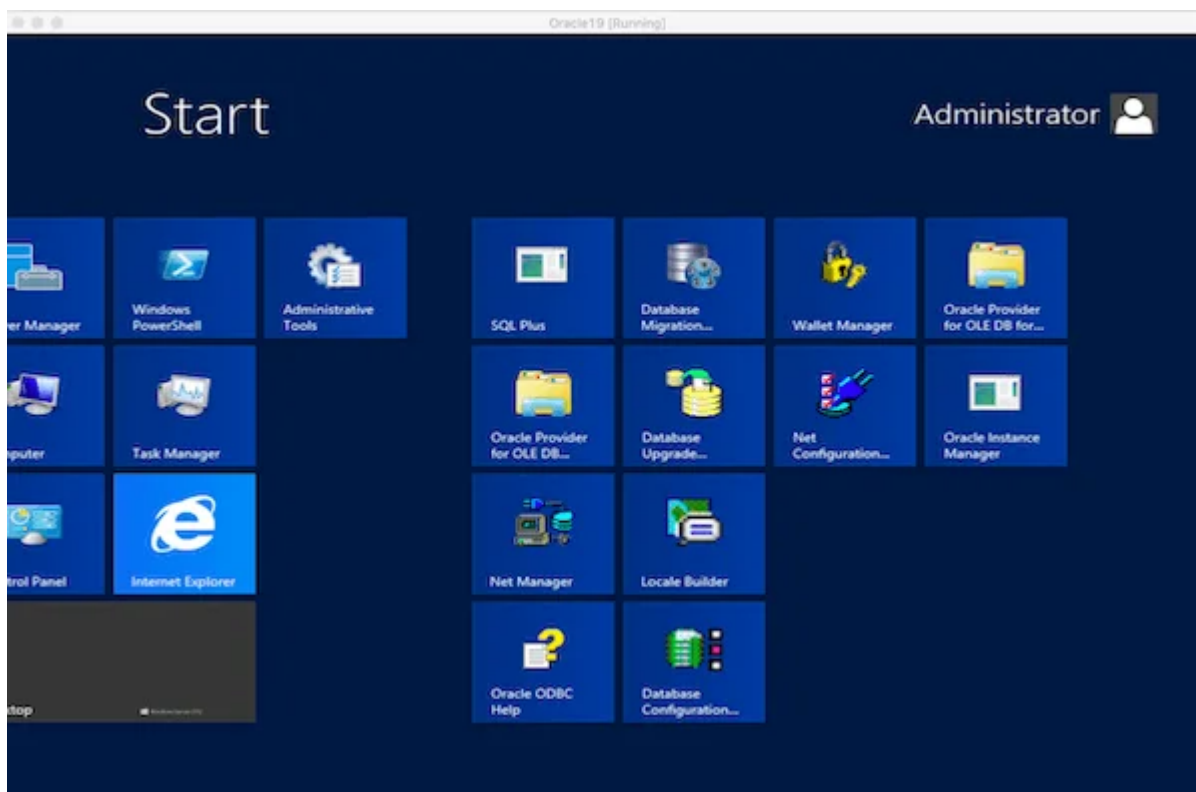 Oracle19 [Running]
Start
Administrator
er Manager
Windows
PowerShell
Administrative
Tools
SQL Plus
Database
Migration...
Wallet Manager
Oracle Provider
for OLE DB for...
nputer
Task Manager
Oracle Provider
for OLE DB...
Database
Upgrade...
Net
Configuration...
Oracle Instance
Manager
trol Panel
Internet Explorer
Net Manager
Locale Builder
ktop
Oracle ODBC
Help
Database
Configuration...